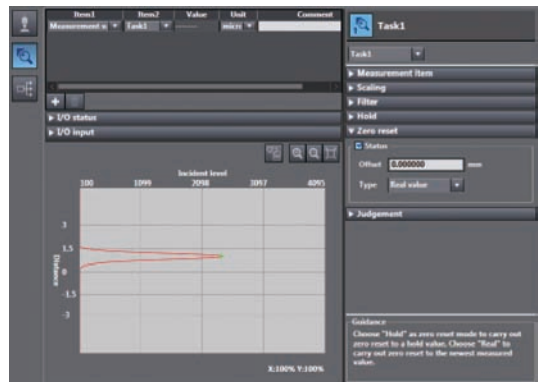 Item1 Item2 Value Unit Comment
Measurement v Task1 -------- micro
I/O status
I/O input
Incident level
100 1099 2098 3097 4095
Distance
3
1.5
0
-1.5
-3
X:100% Y:100%
Task1
Task1
Measurement item
Scaling
Filter
Hold
Zero reset
Status
Offset 0.000000 mm
Type Real value
Judgement
Guidance
Choose "Hold" as zero reset mode to carry out
zero reset to a hold value. Choose "Real" to
carry out zero reset to the newest measured
value.